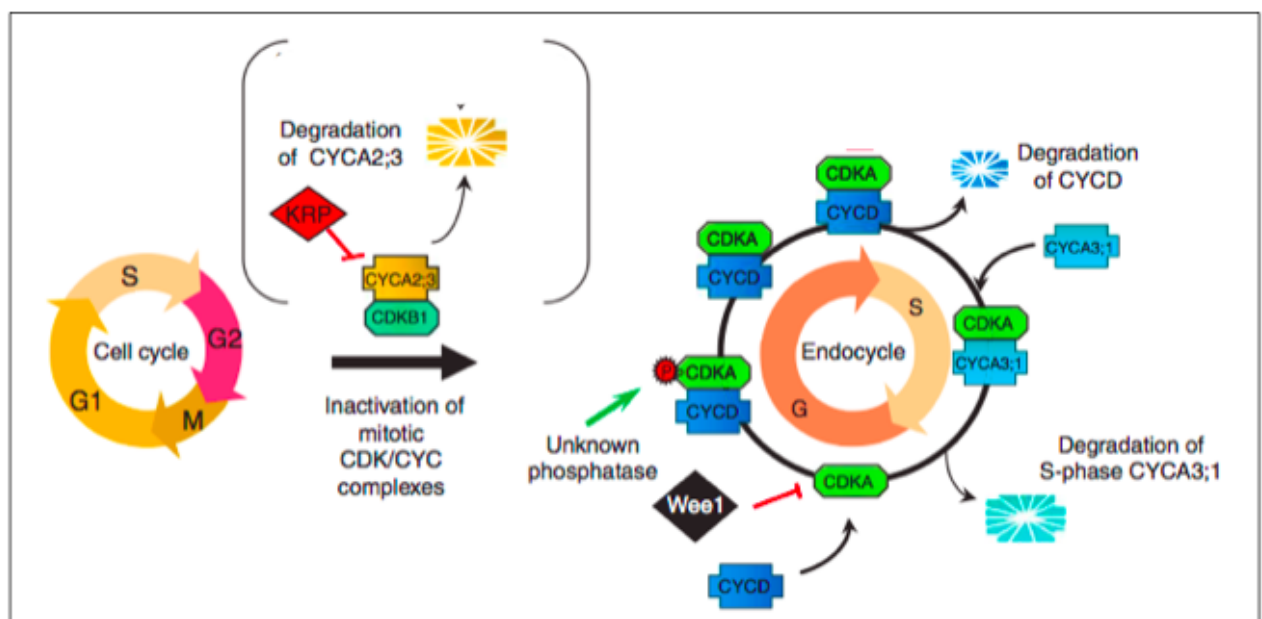 Degradation
of CYCA2;3
KRP
CYCA2;3
CDKB1
S
G2
M
G1
Cell cycle
Inactivation of
mitotic
CDK/CYC
complexes
CDKA
CYCD
Degradation
of CYCD
CYCA3;1
CDKA
CYCA3;1
Degradation of
S-phase CYCA3;1
CDKA
CYCD
Wee1
P
CDKA
CYCD
Unknown
phosphatase
CDKA
CYCD
Endocycle
S
G